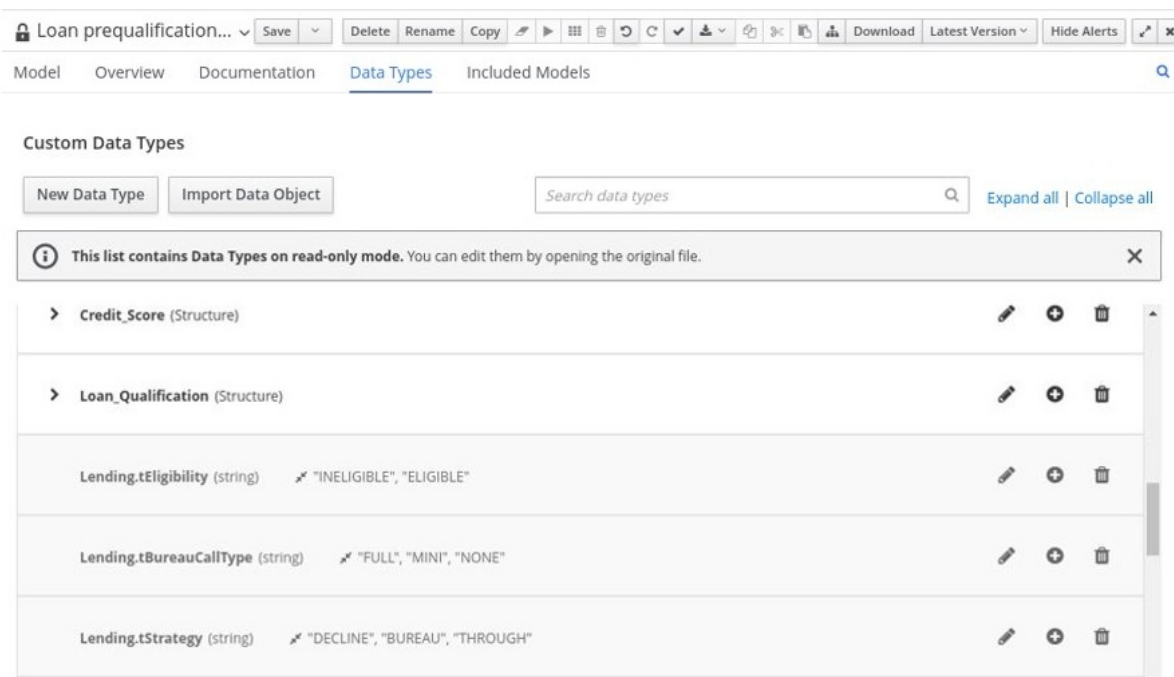 Loan prequalification... Save Delete Rename Copy Download Latest Version Hide Alerts
Model Overview Documentation Data Types Included Models
Custom Data Types
New Data Type Import Data Object Search data types Expand all | Collapse all
This list contains Data Types on read-only mode. You can edit them by opening the original file.
Credit_Score (Structure)
Loan_Qualification (Structure)
Lending.tEligibility (string) "INELIGIBLE", "ELIGIBLE"
Lending.tBureauCallType (string) "FULL", "MINI", "NONE"
Lending.tStrategy (string) "DECLINE", "BUREAU", "THROUGH"